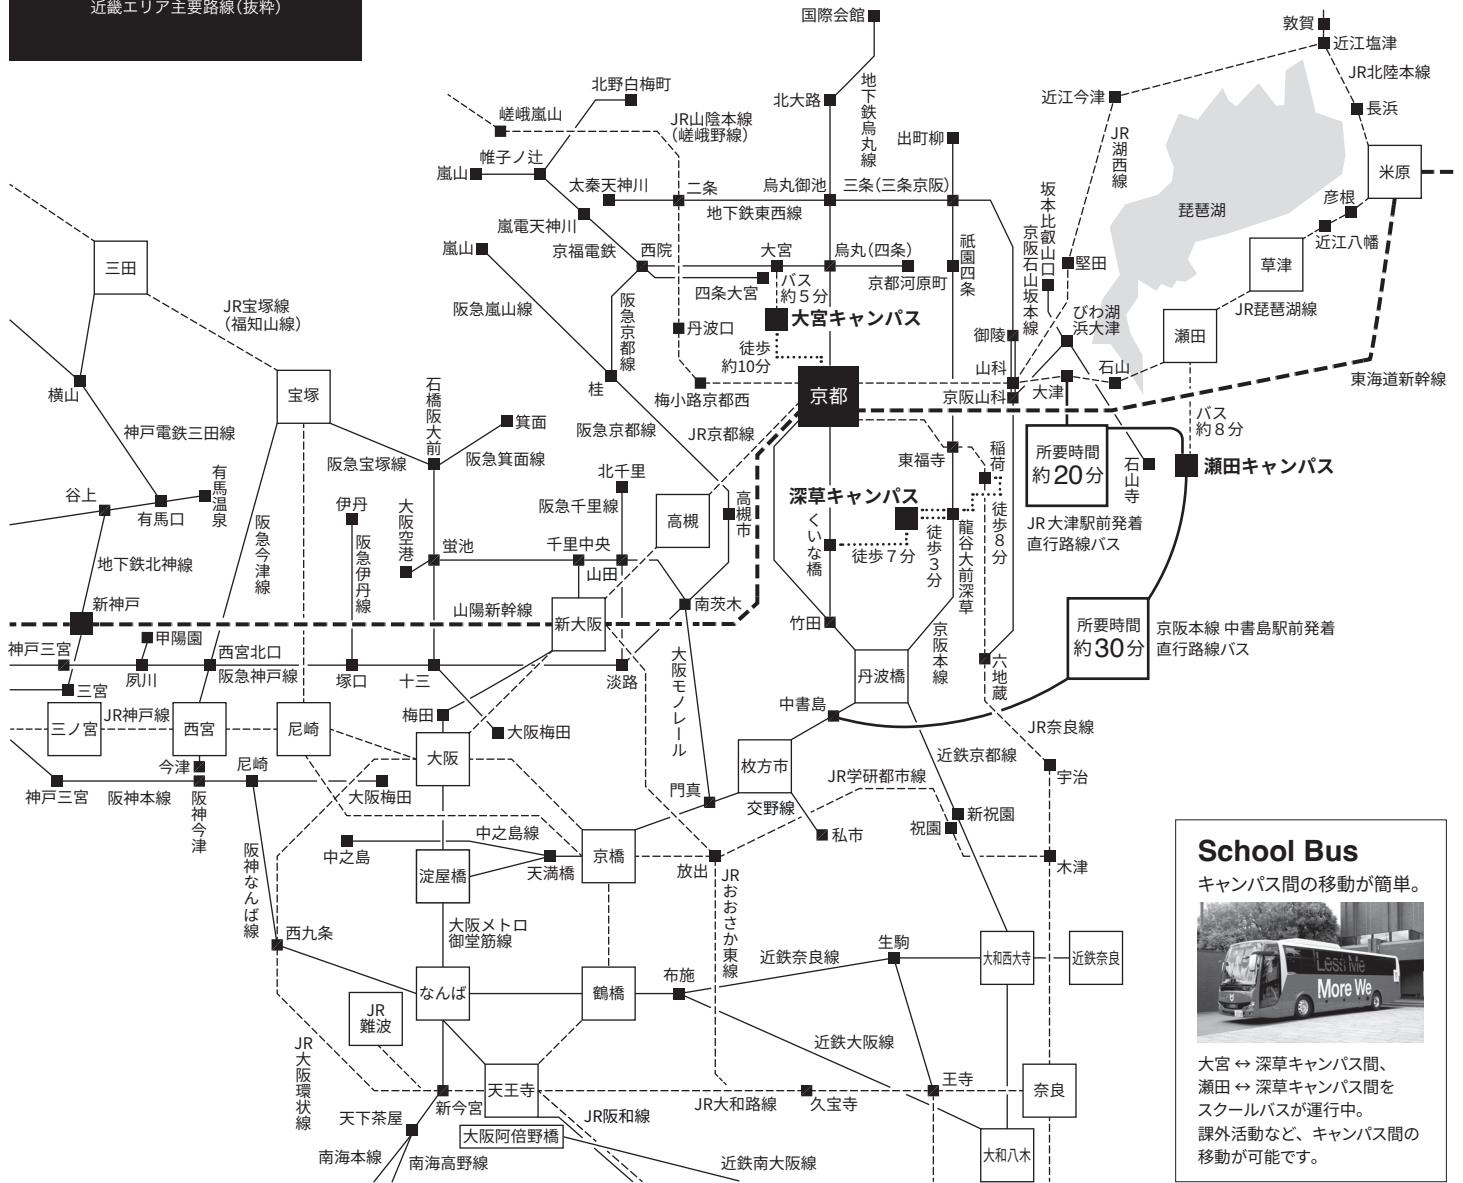 近畿エリア主要路線（抜粋）
国際会館
敦賀
近江塩津
JR北陸本線
北野白梅町
北大路
地下鉄烏丸線
近江今津
長浜
嵯峨嵐山
JR山陰本線
（嵯峨野線）
出町柳
JR湖西線
帷子ノ辻
嵐山
太秦天神川
二条
烏丸御池
三条（三条京阪）
米原
坂本比叡山口
彦根
嵐電天神川
地下鉄東西線
琵琶湖
京阪石山坂本線
近江八幡
嵐山
京福電鉄
西院
大宮
烏丸（四条）
祇園四条
堅田
草津
三田
四条大宮
バス
約5分
京都河原町
JR宝塚線
（福知山線）
阪急嵐山線
阪急京都線
丹波口
大宮キャンパス
びわ湖
浜大津
JR琵琶湖線
御陵
瀬田
徒歩
約10分
山科
石山
横山
宝塚
石橋阪大前
桂
梅小路京都西
京都
京阪山科
大津
東海道新幹線
箕面
神戸電鉄三田線
阪急京都線
JR京都線
バス
約8分
阪急宝塚線
阪急箕面線
東福寺
稲荷
所要時間
約20分
石山寺
瀬田キャンパス
谷上
有馬温泉
有馬口
伊丹
大阪空港
北千里
阪急千里線
高槻
高槻市
深草キャンパス
くいな橋
徒歩7分
徒歩3分
龍谷大前深草
徒歩8分
JR大津駅前発着
直行路線バス
阪急今津線
阪急伊丹線
蛍池
千里中央
山田
地下鉄北神線
新神戸
山陽新幹線
新大阪
南茨木
竹田
京阪本線
所要時間
約30分
京阪本線 中書島駅前発着
直行路線バス
神戸三宮
甲陽園
夙川
西宮北口
阪急神戸線
塚口
十三
淡路
大阪モノレール
丹波橋
六地蔵
三宮
三ノ宮
JR神戸線
西宮
尼崎
梅田
大阪梅田
中書島
JR奈良線
今津
尼崎
大阪
枚方市
近鉄京都線
宇治
神戸三宮
阪神本線
阪神今津
大阪梅田
門真
交野線
JR学研都市線
新祝園
祝園
私市
中之島線
中之島
天満橋
京橋
放出
木津
阪神なんば線
淀屋橋
JRおおさか東線
西九条
大阪メトロ
御堂筋線
近鉄奈良線
生駒
大和西大寺
近鉄奈良
なんば
鶴橋
布施
JR
難波
JR大阪環状線
近鉄大阪線
天王寺
新今宮
天下茶屋
JR阪和線
JR大和路線
久宝寺
王寺
奈良
大阪阿倍野橋
南海本線
南海高野線
近鉄南大阪線
大和八木
School Bus
キャンパス間の移動が簡単。
Less Me
More We
大宮 ↔ 深草キャンパス間、
瀬田 ↔ 深草キャンパス間を
スクールバスが運行中。
課外活動など、キャンパス間の
移動が可能です。